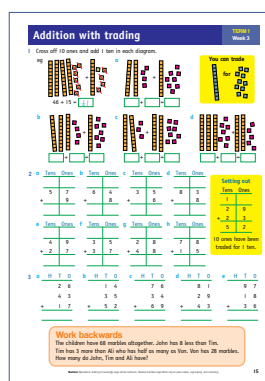 Addition with trading
TERM 1
Week 3
1 Cross off 10 ones and add 1 ten in each diagram.
eg
a
You can trade
for
48 + 15 =
+ =
b c d
+ = + = + =
2 a Tens Ones b Tens Ones c Tens Ones d Tens Ones
5 7 6 4 3 5 8 3
+ 9 + 8 + 6 + 8
Setting out
Tens Ones
1
2 9
+ 2 3
5 2
10 ones have been
traded for 1 ten.
e Tens Ones f Tens Ones g Tens Ones h Tens Ones
4 9 3 5 2 8 7 8
+ 2 7 + 3 7 + 4 8 + 1 5
3 a H T O b H T O c H T O d H T O e H T O
2 6 1 4 7 6 8 1 9 7
4 3 3 5 3 4 2 9 1 8
+ 1 7 + 5 2 + 6 9 + 4 3 + 3 6
Work backwards
The children have 68 marbles altogether. John has 8 less than Tim.
Tim has 3 more than Ali who has half as many as Van. Van has 28 marbles.
How many do John, Tim and Ali have?
15